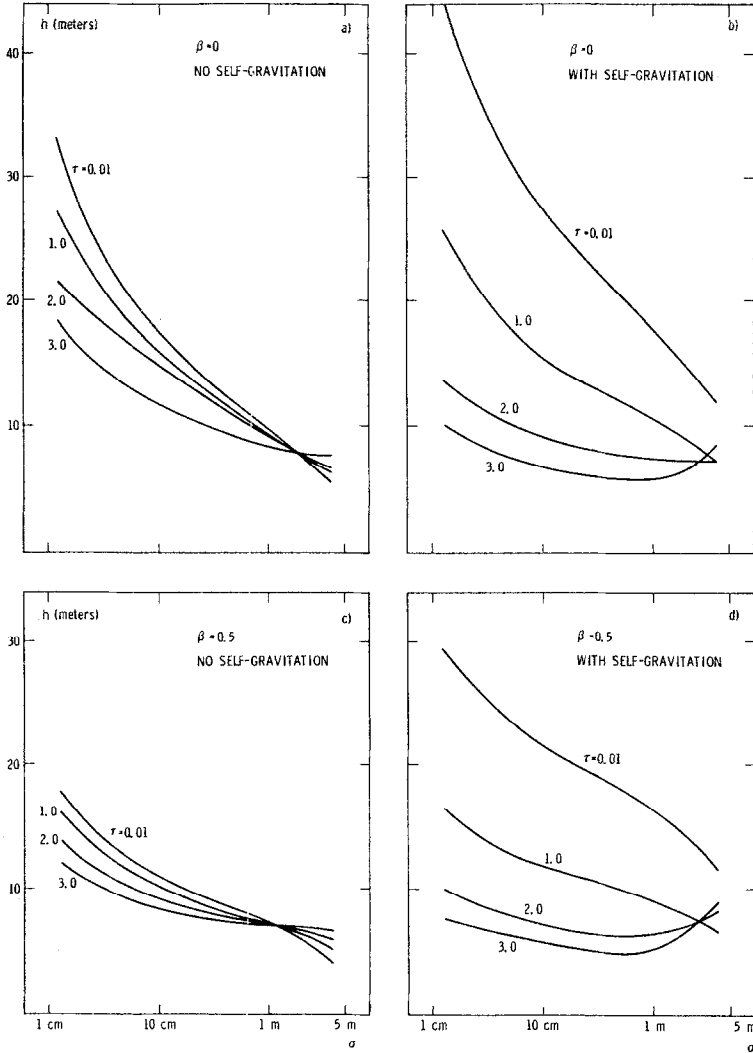 h (meters)
a)
β=0
NO SELF-GRAVITATION
40
30
20
10
τ=0.01
1.0
2.0
3.0
b)
β=0
WITH SELF-GRAVITATION
τ=0.01
1.0
2.0
3.0
h (meters)
c)
β=0.5
NO SELF-GRAVITATION
30
20
10
τ=0.01
1.0
2.0
3.0
1 cm
10 cm
1 m
5 m
σ
d)
β=0.5
WITH SELF-GRAVITATION
τ=0.01
1.0
2.0
3.0
1 cm
10 cm
1 m
5 m
σ